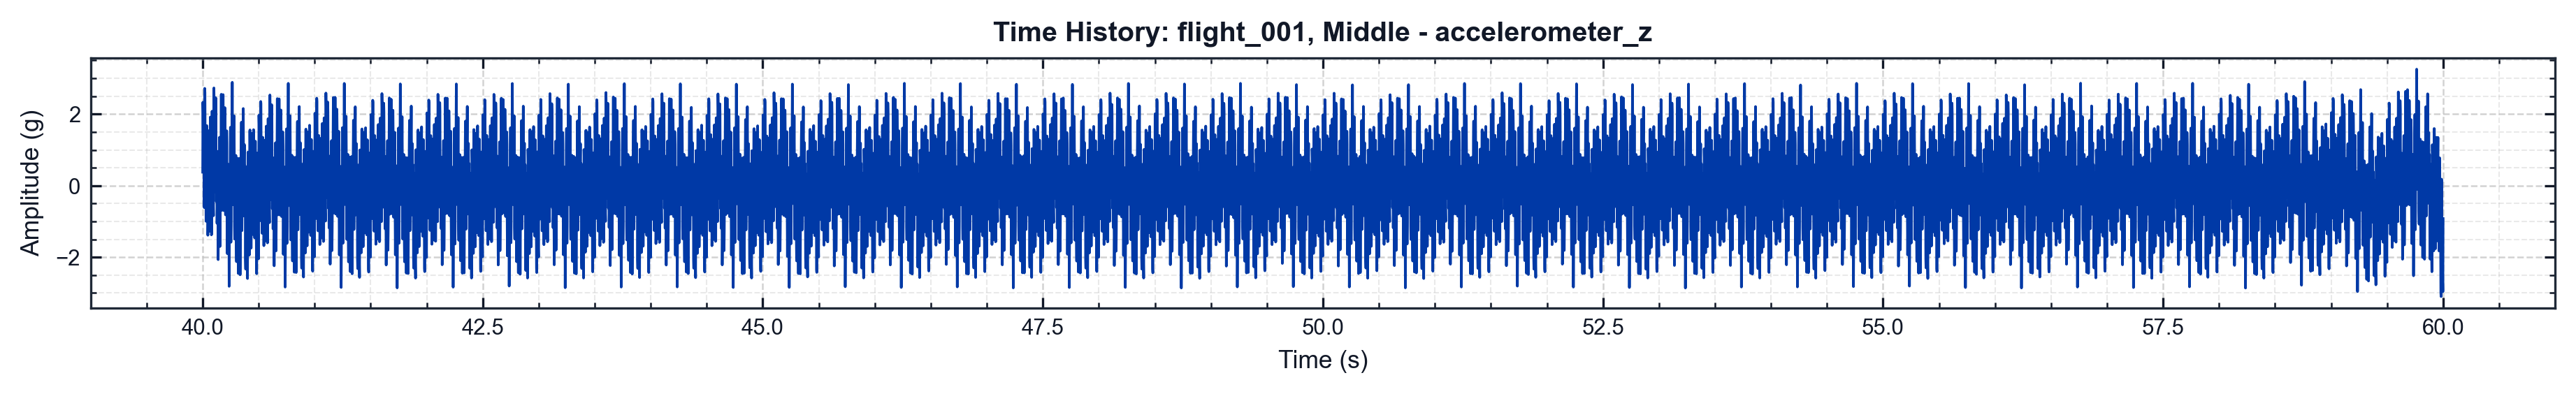 Time History: flight_001, Middle - accelerometer_z
Amplitude (g)
2
0
−2
40.0 42.5 45.0 47.5 50.0 52.5 55.0 57.5 60.0
Time (s)